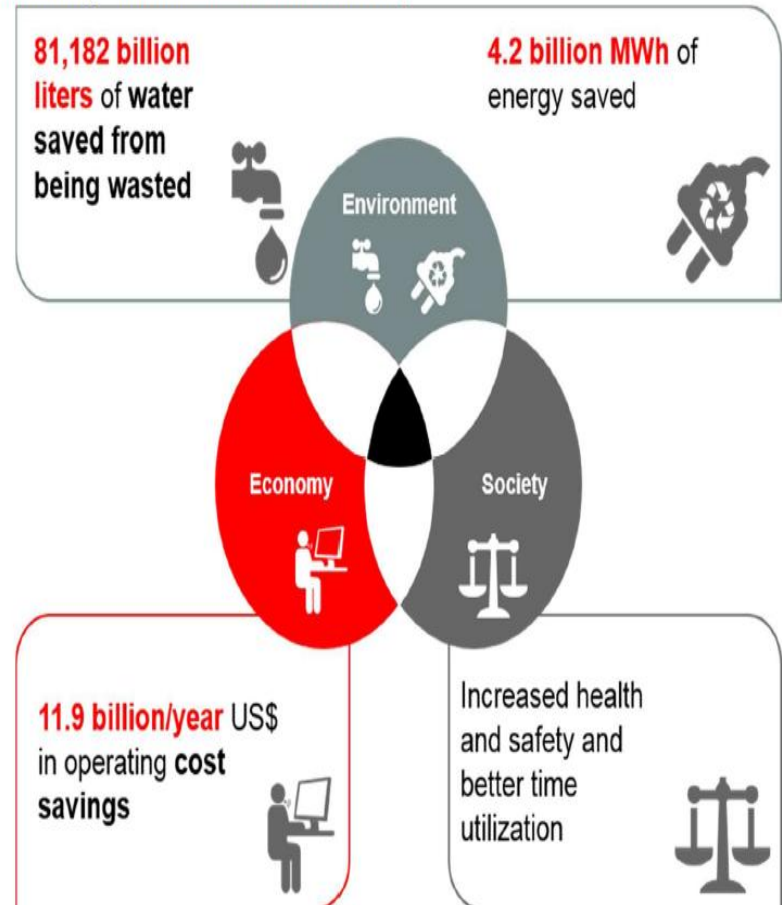 81,182 billion
liters of water
saved from
being wasted
4.2 billion MWh of
energy saved
Environment
Economy
Society
11.9 billion/year US$
in operating cost
savings
Increased health
and safety and
better time
utilization